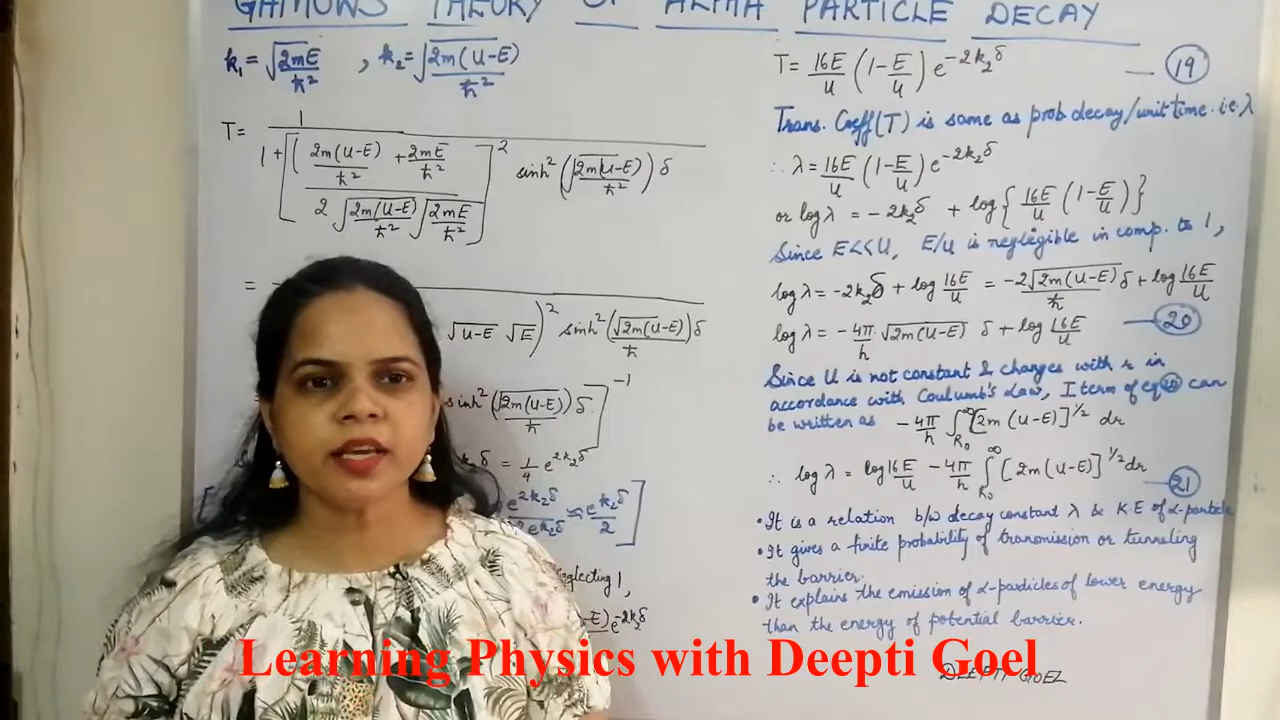 GAMOW'S THEORY OF ALPHA PARTICLE DECAY
k₁ = √(2mE/ħ²) , k₂ = √(2m(U-E)/ħ²)
T = 1 / 1 + [(2m(U-E)/ħ² + 2mE/ħ²) / 2 √(2m(U-E)/ħ²) √(2mE/ħ²)]² sinh² (√(2m(U-E)/ħ²)) δ
=
√U-E √E)² sinh² (√2m(U-E)/ħ) δ
sinh² (√2m(U-E)/ħ) δ]⁻¹
k₂δ = 1/4 e^2k₂δ
e^2k₂δ / 2e^k₂δ ≈ e^k₂δ/2]
neglecting 1,
-E) e^-2k₂δ
T = 16E/U (1-E/U) e^-2k₂δ — 19
Trans. Coeff(T) is same as prob decay/unit time. i.e. λ
∴ λ = 16E/U (1-E/U) e^-2k₂δ
or log λ = -2k₂δ + log {16E/U (1-E/U)}
Since E<<U, E/U is negligible in comp. to 1,
log λ = -2k₂δ + log 16E/U = -2√2m(U-E)/ħ δ + log 16E/U
log λ = -4π/h √2m(U-E) δ + log 16E/U — 20
Since U is not constant & changes with r in
accordance with Coulumb's Law, I term of eq 20 can
be written as -4π/h ∫_R₀^∞ [2m(U-E)]^1/2 dr
∴ log λ = log 16E/U - 4π/h ∫_R₀^∞ [2m(U-E)]^1/2 dr — 21
• It is a relation b/w decay constant λ & K.E of α-particle
• It gives a finite probability of transmission or tunneling
the barrier.
• It explains the emission of α-particles of lower energy
than the energy of potential barrier.
DEEPTI GOEL
Learning Physics with Deepti Goel